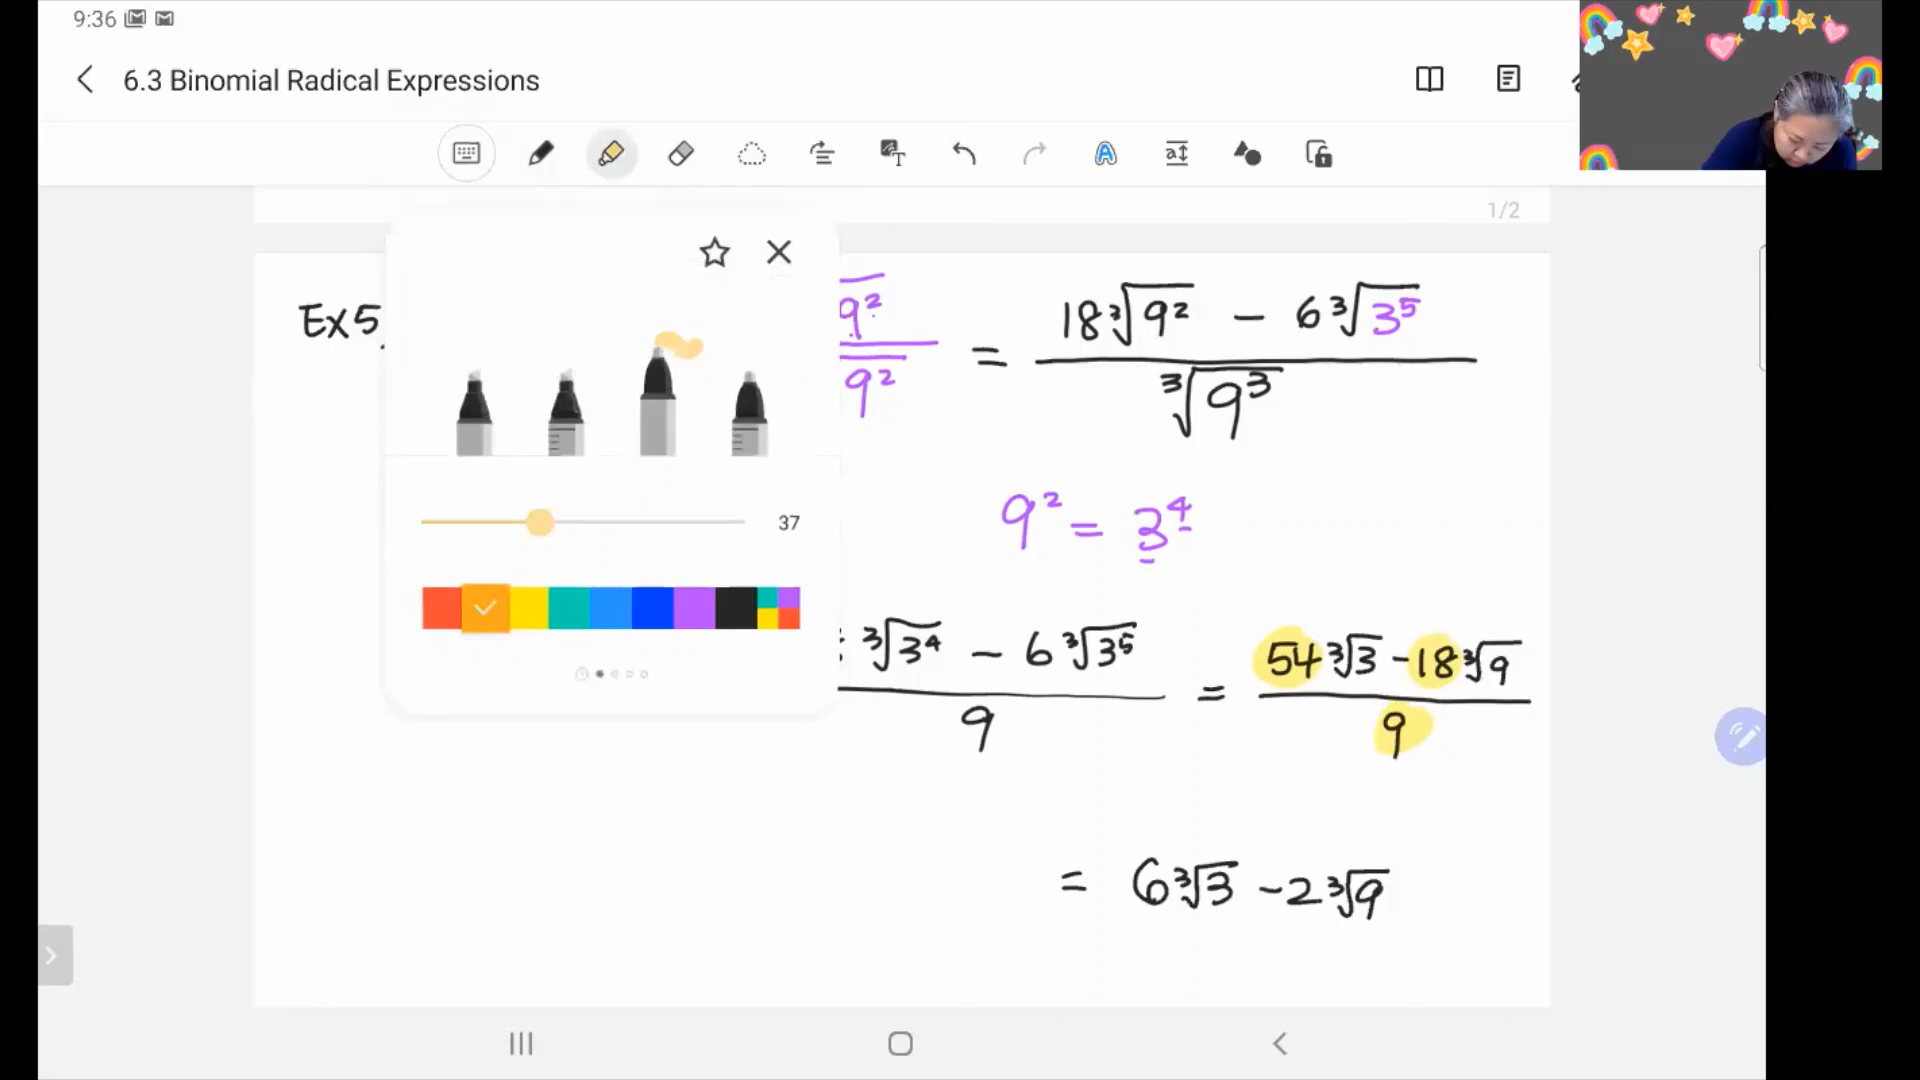 9:36
6.3 Binomial Radical Expressions
1/2
Ex5
9² / 9² = (18∛9² − 6∛3⁵) / ∛9³
37
9² = 3⁴
∛3⁴ − 6∛3⁵ / 9 = (54∛3 − 18∛9) / 9
= 6∛3 − 2∛9